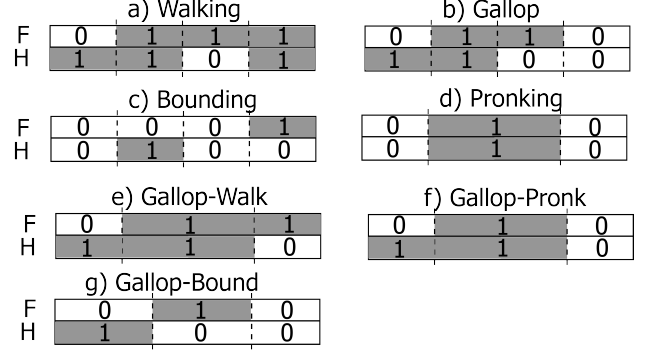 a) Walking
F 0 1 1 1
H 1 1 0 1
b) Gallop
0 1 1 0
1 1 0 0
c) Bounding
F 0 0 0 1
H 0 1 0 0
d) Pronking
0 1 0
0 1 0
e) Gallop-Walk
F 0 1 1
H 1 1 0
f) Gallop-Pronk
0 1 0
1 1 0
g) Gallop-Bound
F 0 1 0
H 1 0 0